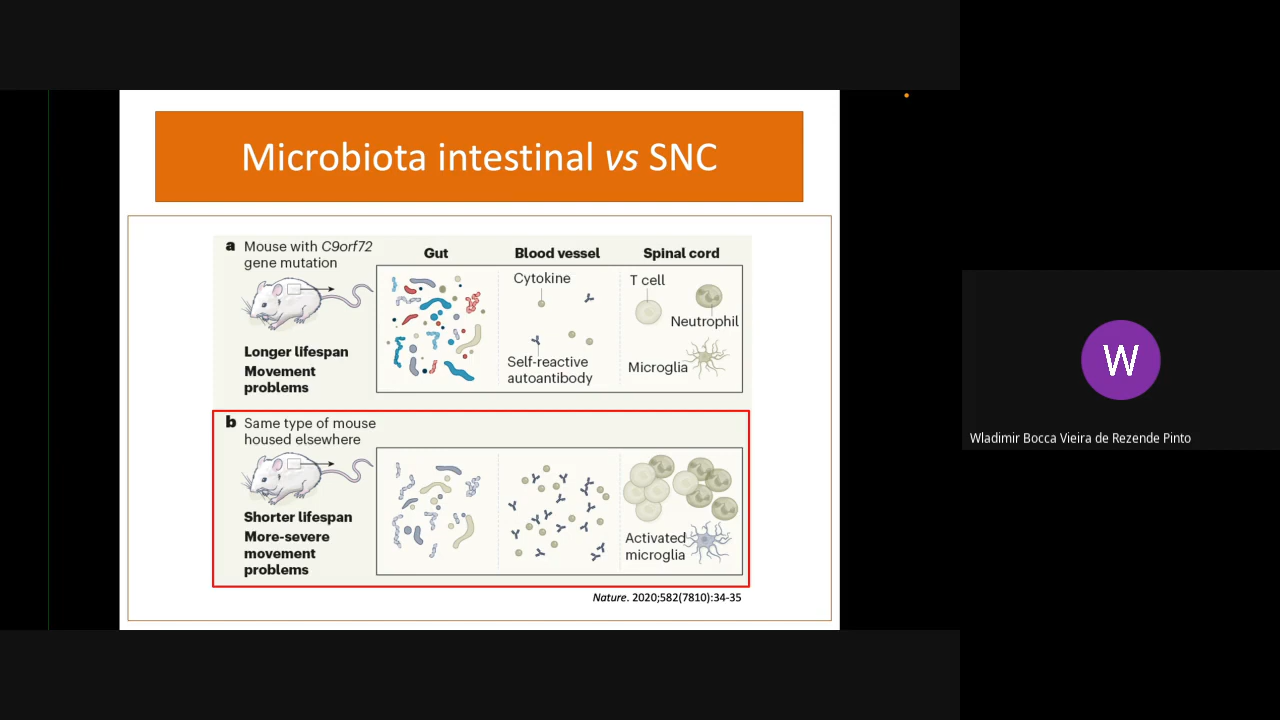 Microbiota intestinal vs SNC
a Mouse with C9orf72
gene mutation
Gut
Blood vessel
Spinal cord
Cytokine
T cell
Neutrophil
Self-reactive
autoantibody
Microglia
Longer lifespan
Movement
problems
b Same type of mouse
housed elsewhere
Shorter lifespan
More-severe
movement
problems
Activated
microglia
Nature. 2020;582(7810):34-35
W
Wladimir Bocca Vieira de Rezende Pinto